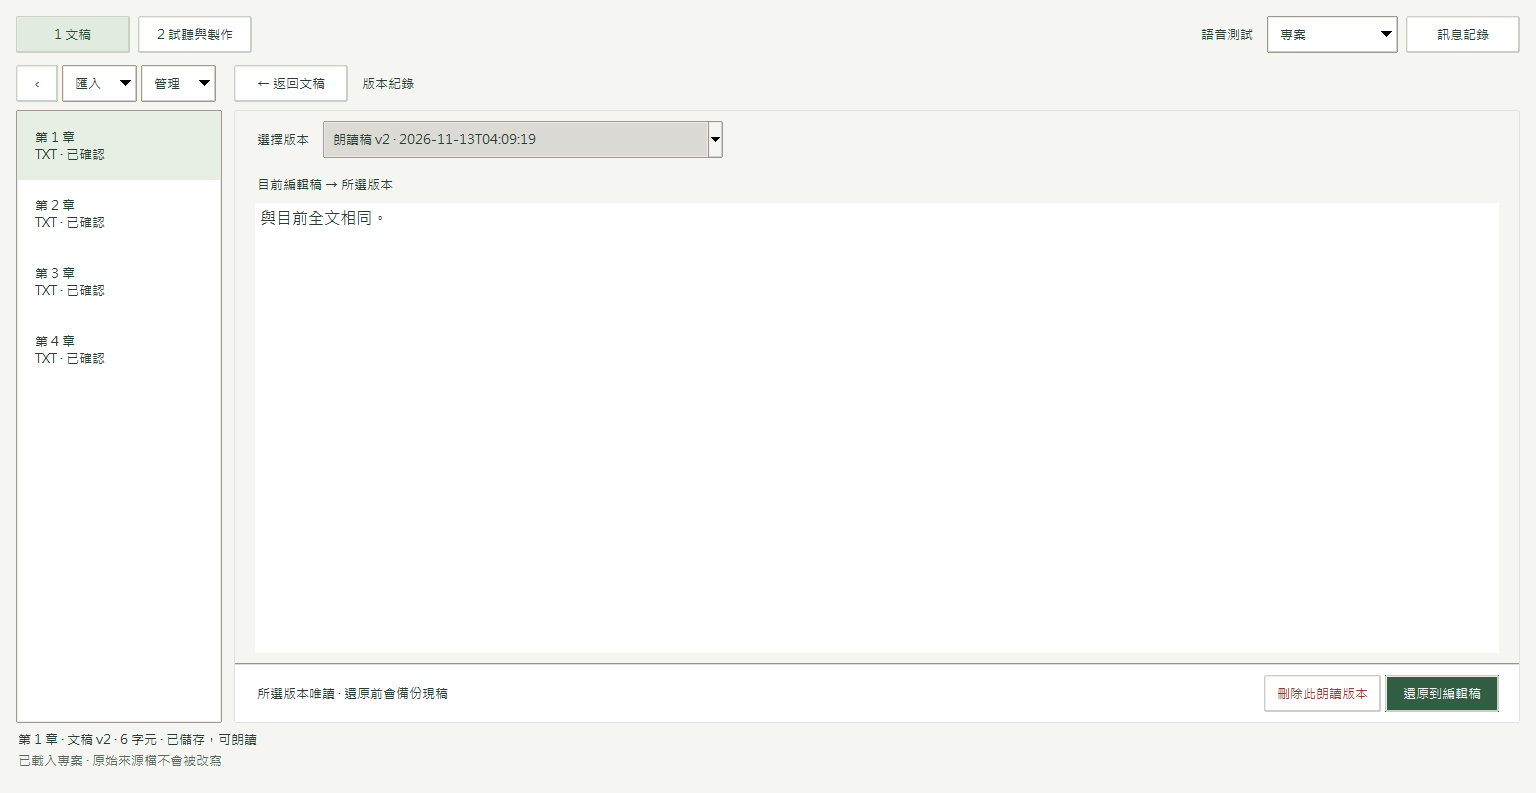 1 文稿
2 試聽與製作
語音測試
專案
訊息記錄
‹
匯入
管理
← 返回文稿
版本紀錄
第 1 章
TXT · 已確認
第 2 章
TXT · 已確認
第 3 章
TXT · 已確認
第 4 章
TXT · 已確認
選擇版本
朗讀稿 v2 · 2026-11-13T04:09:19
目前編輯稿 → 所選版本
與目前全文相同。
所選版本唯讀 · 還原前會備份現稿
刪除此朗讀版本
還原到編輯稿
第 1 章 · 文稿 v2 · 6 字元 · 已儲存，可朗讀
已載入專案 · 原始來源檔不會被改寫